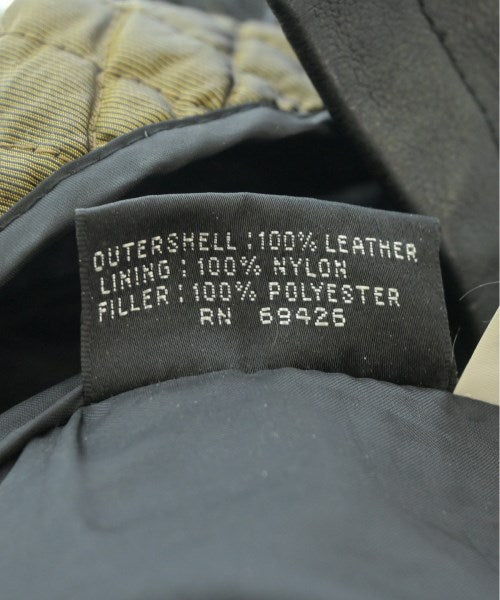 OUTERSHELL : 100% LEATHER
LINING : 100% NYLON
FILLER : 100% POLYESTER
RN 69426